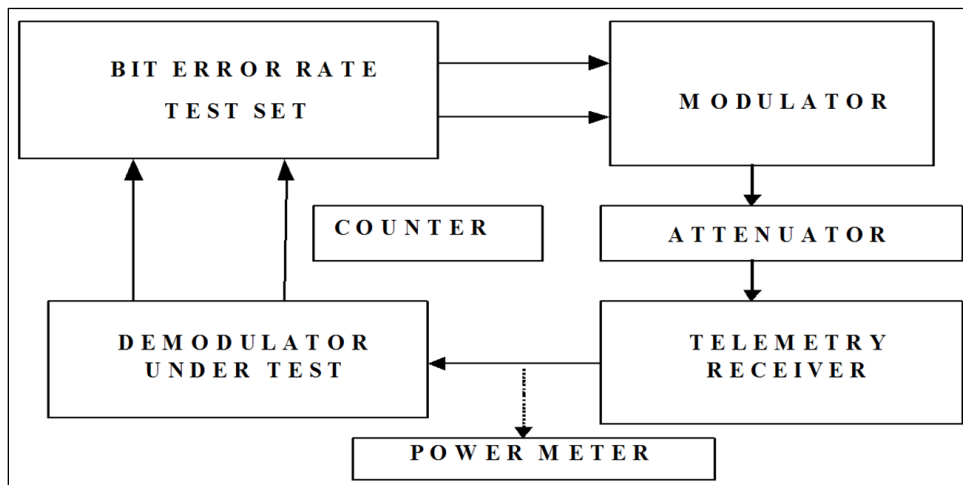 BIT ERROR RATE
TEST SET
MODULATOR
COUNTER
ATTENUATOR
DEMODULATOR
UNDER TEST
TELEMETRY
RECEIVER
POWER METER